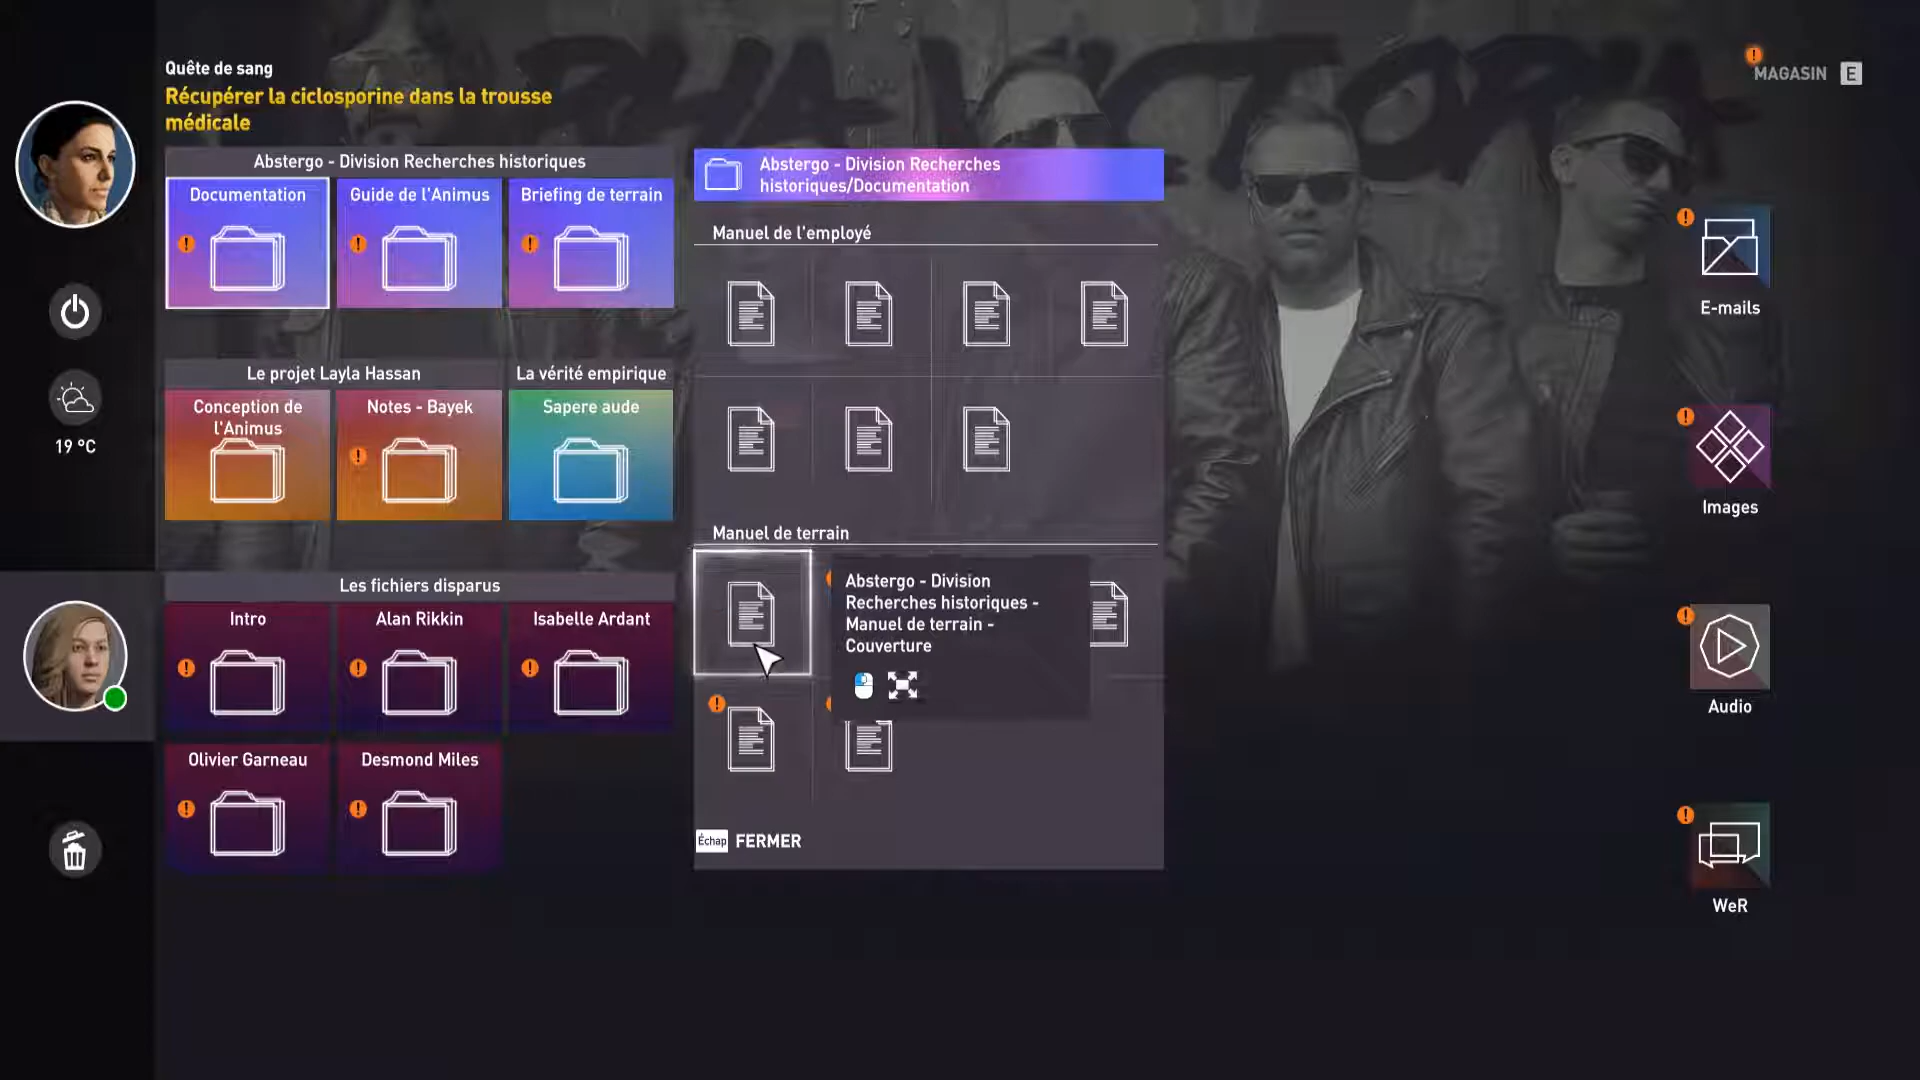 Quête de sang
Récupérer la ciclosporine dans la trousse
médicale
MAGASIN E
Abstergo - Division Recherches historiques
Documentation
Guide de l'Animus
Briefing de terrain
Le projet Layla Hassan
La vérité empirique
Conception de
l'Animus
Notes - Bayek
Sapere aude
19 °C
Les fichiers disparus
Intro
Alan Rikkin
Isabelle Ardant
Olivier Garneau
Desmond Miles
Abstergo - Division Recherches
historiques/Documentation
Manuel de l'employé
Manuel de terrain
Abstergo - Division
Recherches historiques -
Manuel de terrain -
Couverture
Échap FERMER
E-mails
Images
Audio
WeR